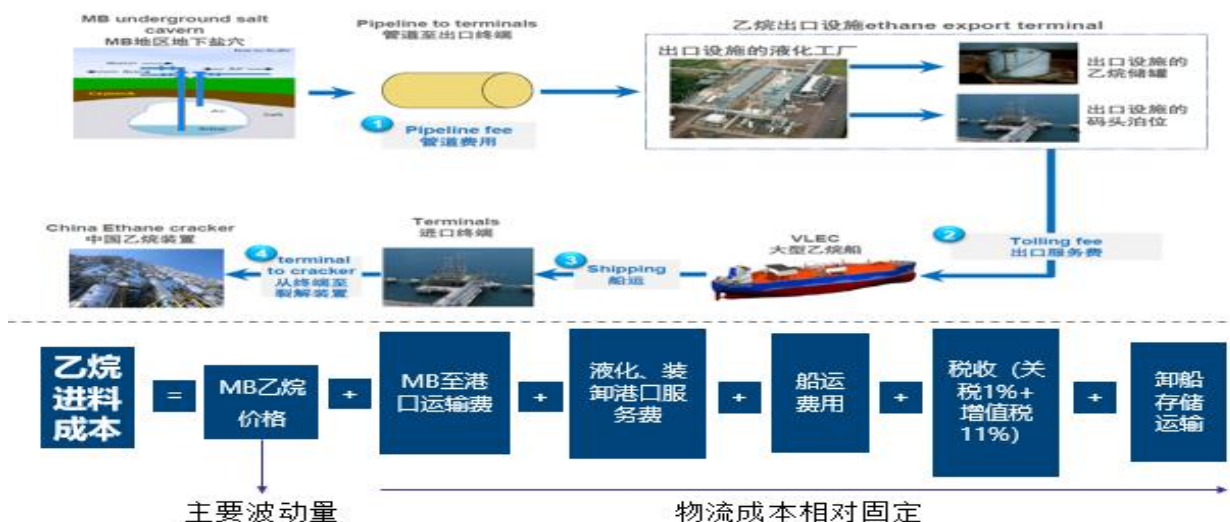 MB underground salt
cavern
MB地区地下盐穴
Pipeline to terminals
管道至出口终端
乙烷出口设施ethane export terminal
出口设施的液化工厂
出口设施的
乙烷储罐
出口设施的
码头泊位
1
Pipeline fee
管道费用
China Ethane cracker
中国乙烷装置
4
terminal
to cracker
从终端至
裂解装置
Terminals
进口终端
3
Shipping
船运
VLEC
大型乙烷船
2
Tolling fee
出口服务费
乙烷
进料
成本
=
MB乙烷
价格
+
MB至港
口运输费
+
液化、装
卸港口服
务费
+
船运
费用
+
税收（关
税1%+
增值税
11%）
+
卸船
存储
运输
主要波动量
物流成本相对固定